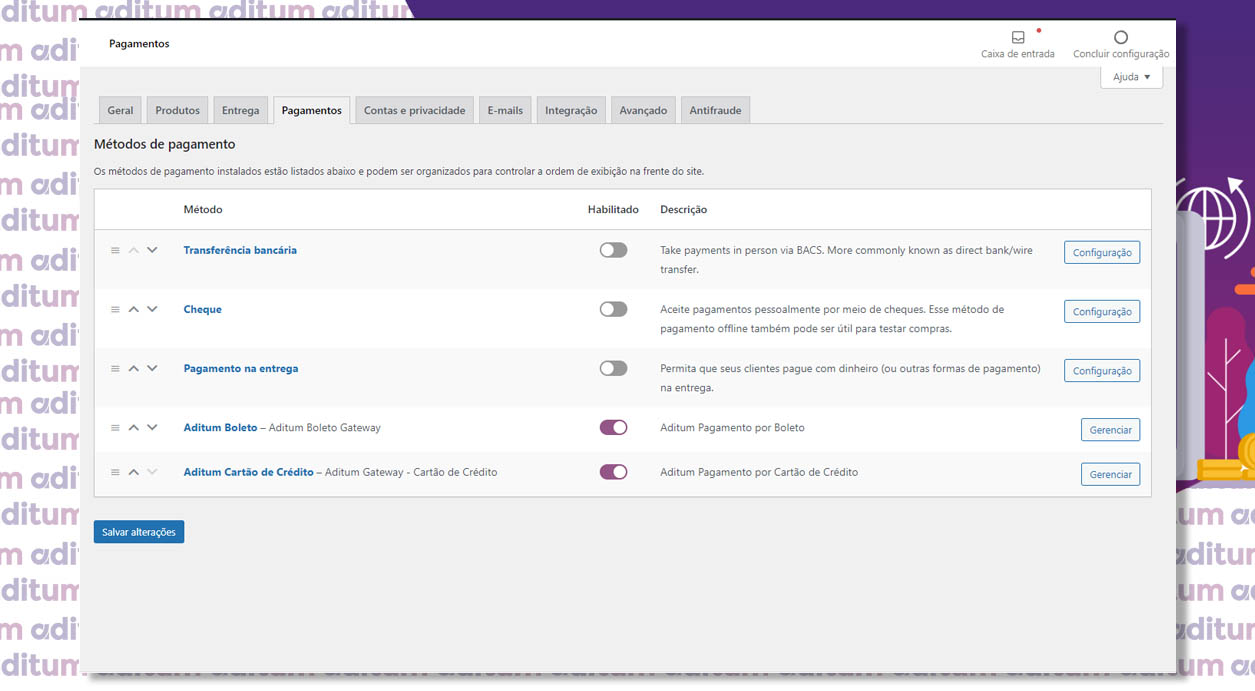 aditum aditum aditum aditum
Pagamentos
Caixa de entrada
Concluir configuração
Ajuda ▼
Geral
Produtos
Entrega
Pagamentos
Contas e privacidade
E-mails
Integração
Avançado
Antifraude
Métodos de pagamento
Os métodos de pagamento instalados estão listados abaixo e podem ser organizados para controlar a ordem de exibição na frente do site.
Método
Habilitado
Descrição
Transferência bancária
Take payments in person via BACS. More commonly known as direct bank/wire
transfer.
Configuração
Cheque
Aceite pagamentos pessoalmente por meio de cheques. Esse método de
pagamento offline também pode ser útil para testar compras.
Configuração
Pagamento na entrega
Permita que seus clientes pague com dinheiro (ou outras formas de pagamento)
na entrega.
Configuração
Aditum Boleto – Aditum Boleto Gateway
Aditum Pagamento por Boleto
Gerenciar
Aditum Cartão de Crédito – Aditum Gateway - Cartão de Crédito
Aditum Pagamento por Cartão de Crédito
Gerenciar
Salvar alterações